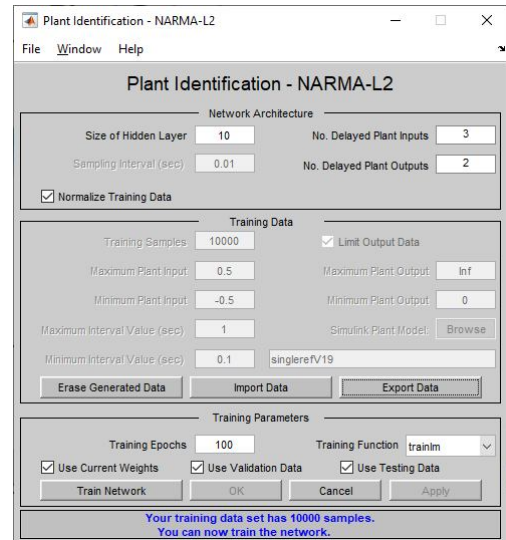 Plant Identification - NARMA-L2
File Window Help
Plant Identification - NARMA-L2
Network Architecture
Size of Hidden Layer 10 No. Delayed Plant Inputs 3
Sampling Interval (sec) 0.01 No. Delayed Plant Outputs 2
Normalize Training Data
Training Data
Training Samples 10000 Limit Output Data
Maximum Plant Input 0.5 Maximum Plant Output Inf
Minimum Plant Input -0.5 Minimum Plant Output 0
Maximum Interval Value (sec) 1 Simulink Plant Model: Browse
Minimum Interval Value (sec) 0.1 singlerefV19
Erase Generated Data Import Data Export Data
Training Parameters
Training Epochs 100 Training Function trainlm
Use Current Weights Use Validation Data Use Testing Data
Train Network OK Cancel Apply
Your training data set has 10000 samples.
You can now train the network.